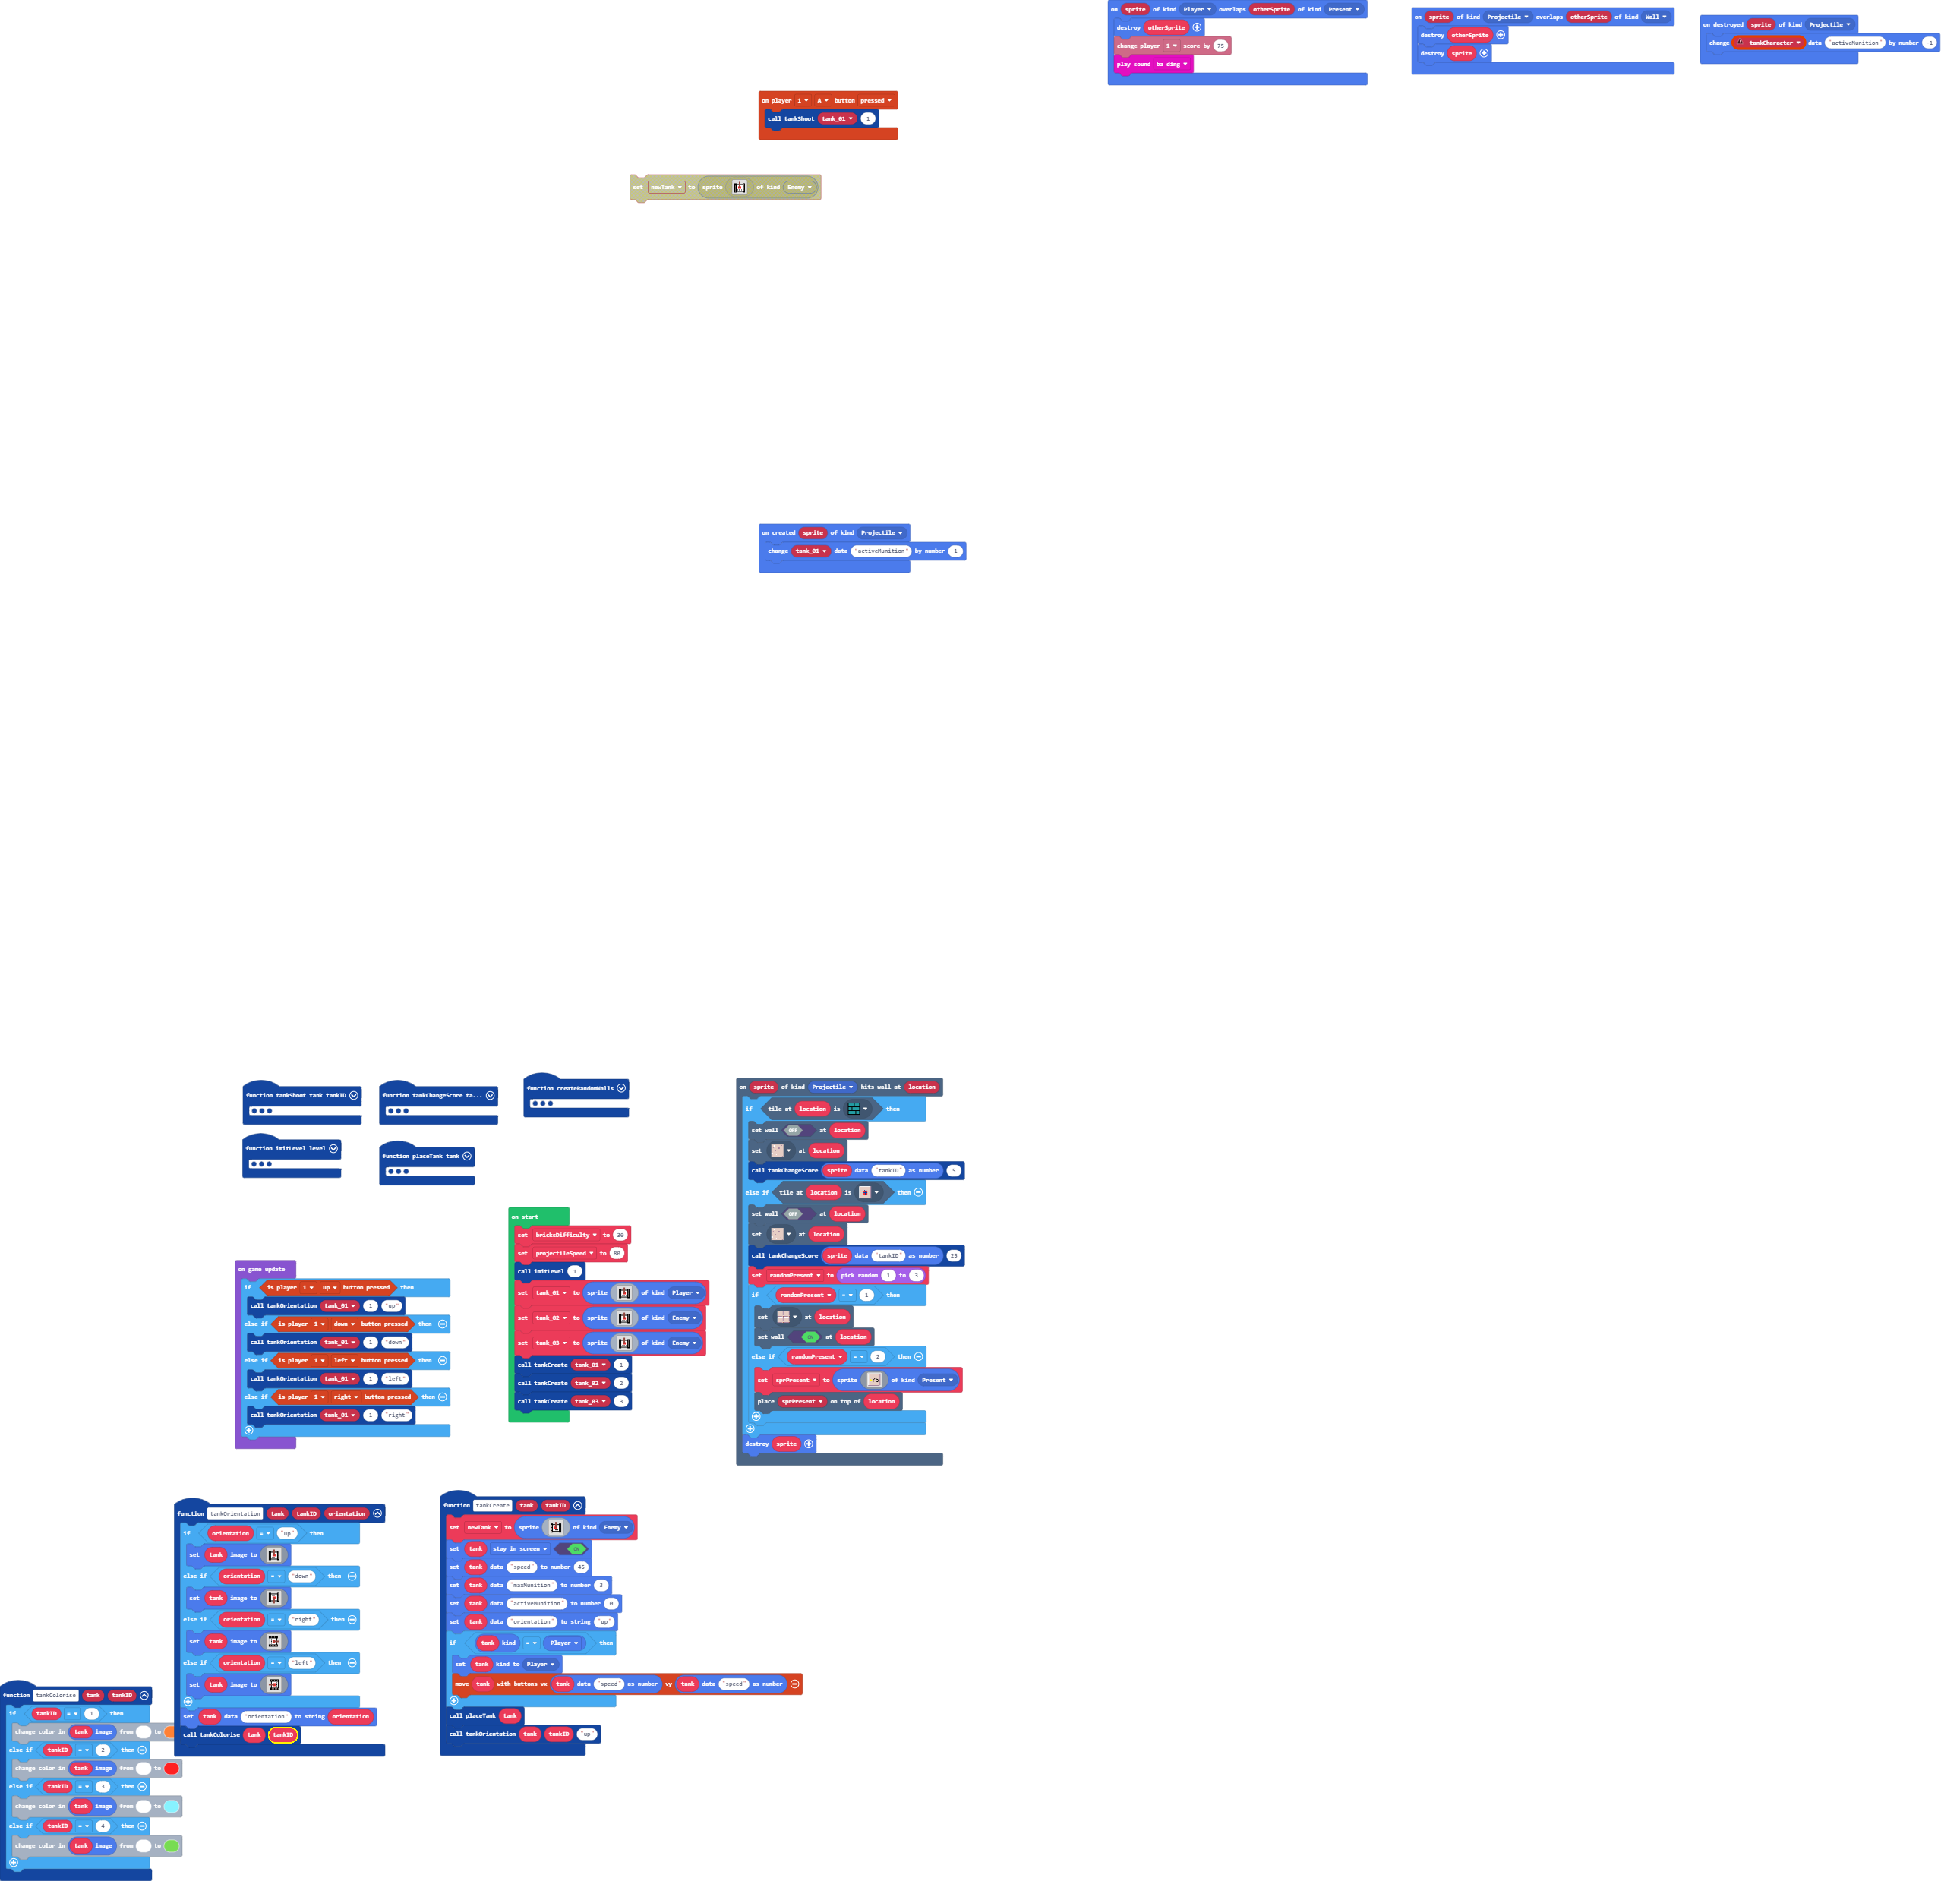 on sprite of kind Player overlaps otherSprite of kind Present
destroy otherSprite
change player 1 score by 75
play sound ba ding
on sprite of kind Projectile overlaps otherSprite of kind Wall
destroy otherSprite
destroy sprite
on destroyed sprite of kind Projectile
change tankCharacter data "activeMunition" by number -1
on player 1 A button pressed
call tankShoot tank_01 1
set newTank to sprite of kind Enemy
on created sprite of kind Projectile
change tank_01 data "activeMunition" by number 1
function tankShoot tank tankID
function tankChangeScore ta...
function createRandomWalls
function imitLevel level
function placeTank tank
on start
set bricksDifficulty to 30
set projectileSpeed to 80
call imitLevel 1
set tank_01 to sprite of kind Player
set tank_02 to sprite of kind Enemy
set tank_03 to sprite of kind Enemy
call tankCreate tank_01 1
call tankCreate tank_02 2
call tankCreate tank_03 3
on game update
if is player 1 up button pressed then
call tankOrientation tank_01 1 "up"
else if is player 1 down button pressed then
call tankOrientation tank_01 1 "down"
else if is player 1 left button pressed then
call tankOrientation tank_01 1 "left"
else if is player 1 right button pressed then
call tankOrientation tank_01 1 "right
on sprite of kind Projectile hits wall at location
if tile at location is then
set wall OFF at location
set at location
call tankChangeScore sprite data "tankID" as number 5
else if tile at location is then
set wall OFF at location
set at location
call tankChangeScore sprite data "tankID" as number 25
set randomPresent to pick random 1 to 3
if randomPresent = 1 then
set at location
set wall ON at location
else if randomPresent = 2 then
set sprPresent to sprite 75 of kind Present
place sprPresent on top of location
destroy sprite
function tankOrientation tank tankID orientation
if orientation = "up" then
set tank image to
else if orientation = "down" then
set tank image to
else if orientation = "right" then
set tank image to
else if orientation = "left" then
set tank image to
set tank data "orientation" to string orientation
call tankColorise tank tankID
function tankCreate tank tankID
set newTank to sprite of kind Enemy
set tank stay in screen ON
set tank data "speed" to number 45
set tank data "maxMunition" to number 3
set tank data "activeMunition" to number 0
set tank data "orientation" to string "up"
if tank kind = Player then
set tank kind to Player
move tank with buttons vx tank data "speed" as number vy tank data "speed" as number
call placeTank tank
call tankOrientation tank tankID "up"
function tankColorise tank tankID
if tankID = 1 then
change color in tank image from to
else if tankID = 2 then
change color in tank image from to
else if tankID = 3 then
change color in tank image from to
else if tankID = 4 then
change color in tank image from to